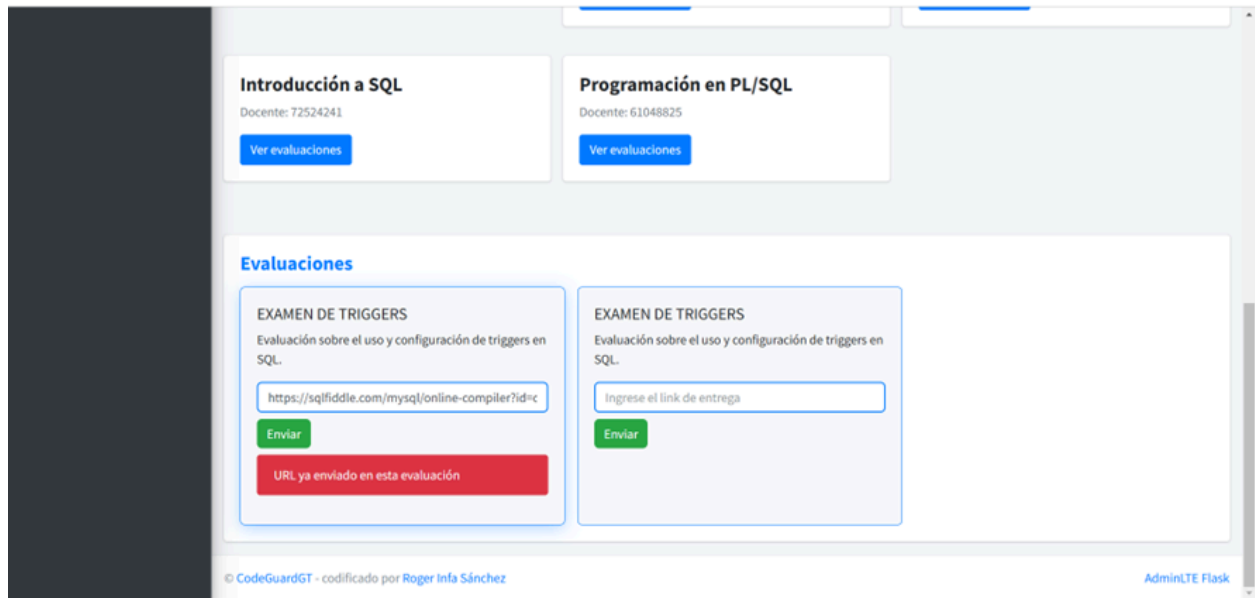 Introducción a SQL
Docente: 72524241
Ver evaluaciones
Programación en PL/SQL
Docente: 61048825
Ver evaluaciones
Evaluaciones
EXAMEN DE TRIGGERS
Evaluación sobre el uso y configuración de triggers en
SQL.
https://sqlfiddle.com/mysql/online-compiler?id=c
Enviar
URL ya enviado en esta evaluación
EXAMEN DE TRIGGERS
Evaluación sobre el uso y configuración de triggers en
SQL.
Ingrese el link de entrega
Enviar
© CodeGuardGT - codificado por Roger Infa Sánchez
AdminLTE Flask